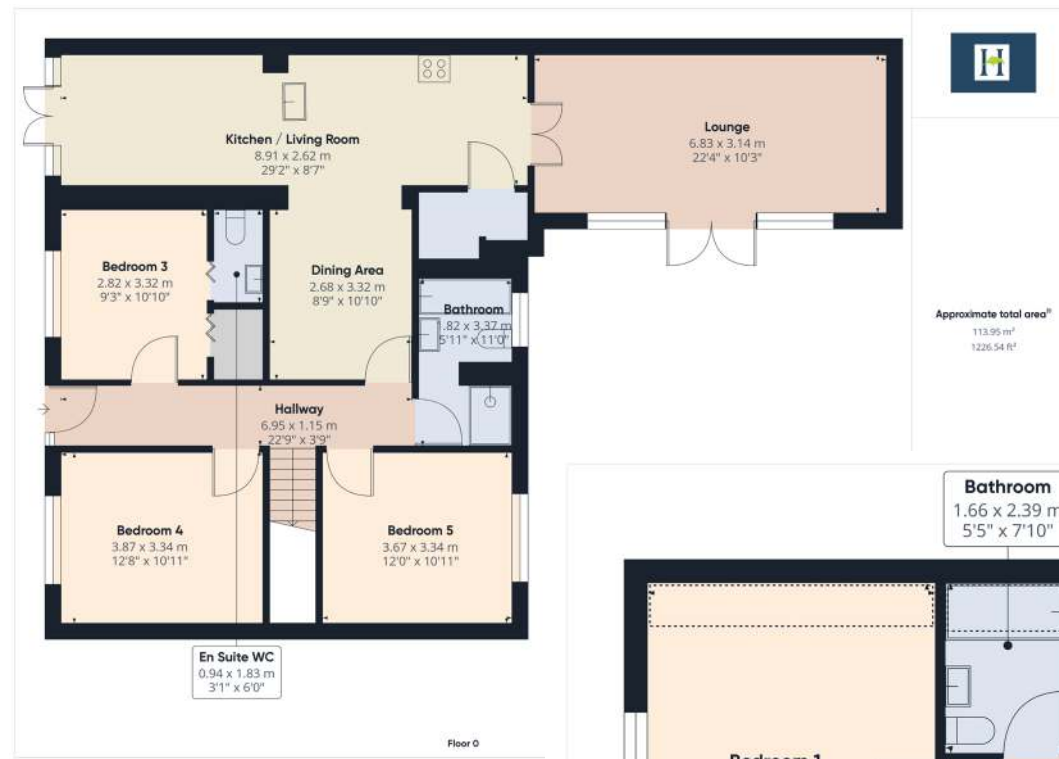 H
Kitchen / Living Room
8.91 x 2.62 m
29'2" x 8'7"
Lounge
6.83 x 3.14 m
22'4" x 10'3"
Bedroom 3
2.82 x 3.32 m
9'3" x 10'10"
Dining Area
2.68 x 3.32 m
8'9" x 10'10"
Bathroom
1.82 x 3.37 m
5'11" x 11'0"
Approximate total area⁽¹⁾
113.95 m²
1226.54 ft²
Hallway
6.95 x 1.15 m
22'9" x 3'9"
Bedroom 4
3.87 x 3.34 m
12'8" x 10'11"
Bedroom 5
3.67 x 3.34 m
12'0" x 10'11"
En Suite WC
0.94 x 1.83 m
3'1" x 6'0"
Floor 0
Bathroom
1.66 x 2.39 m
5'5" x 7'10"
Bedroom 1